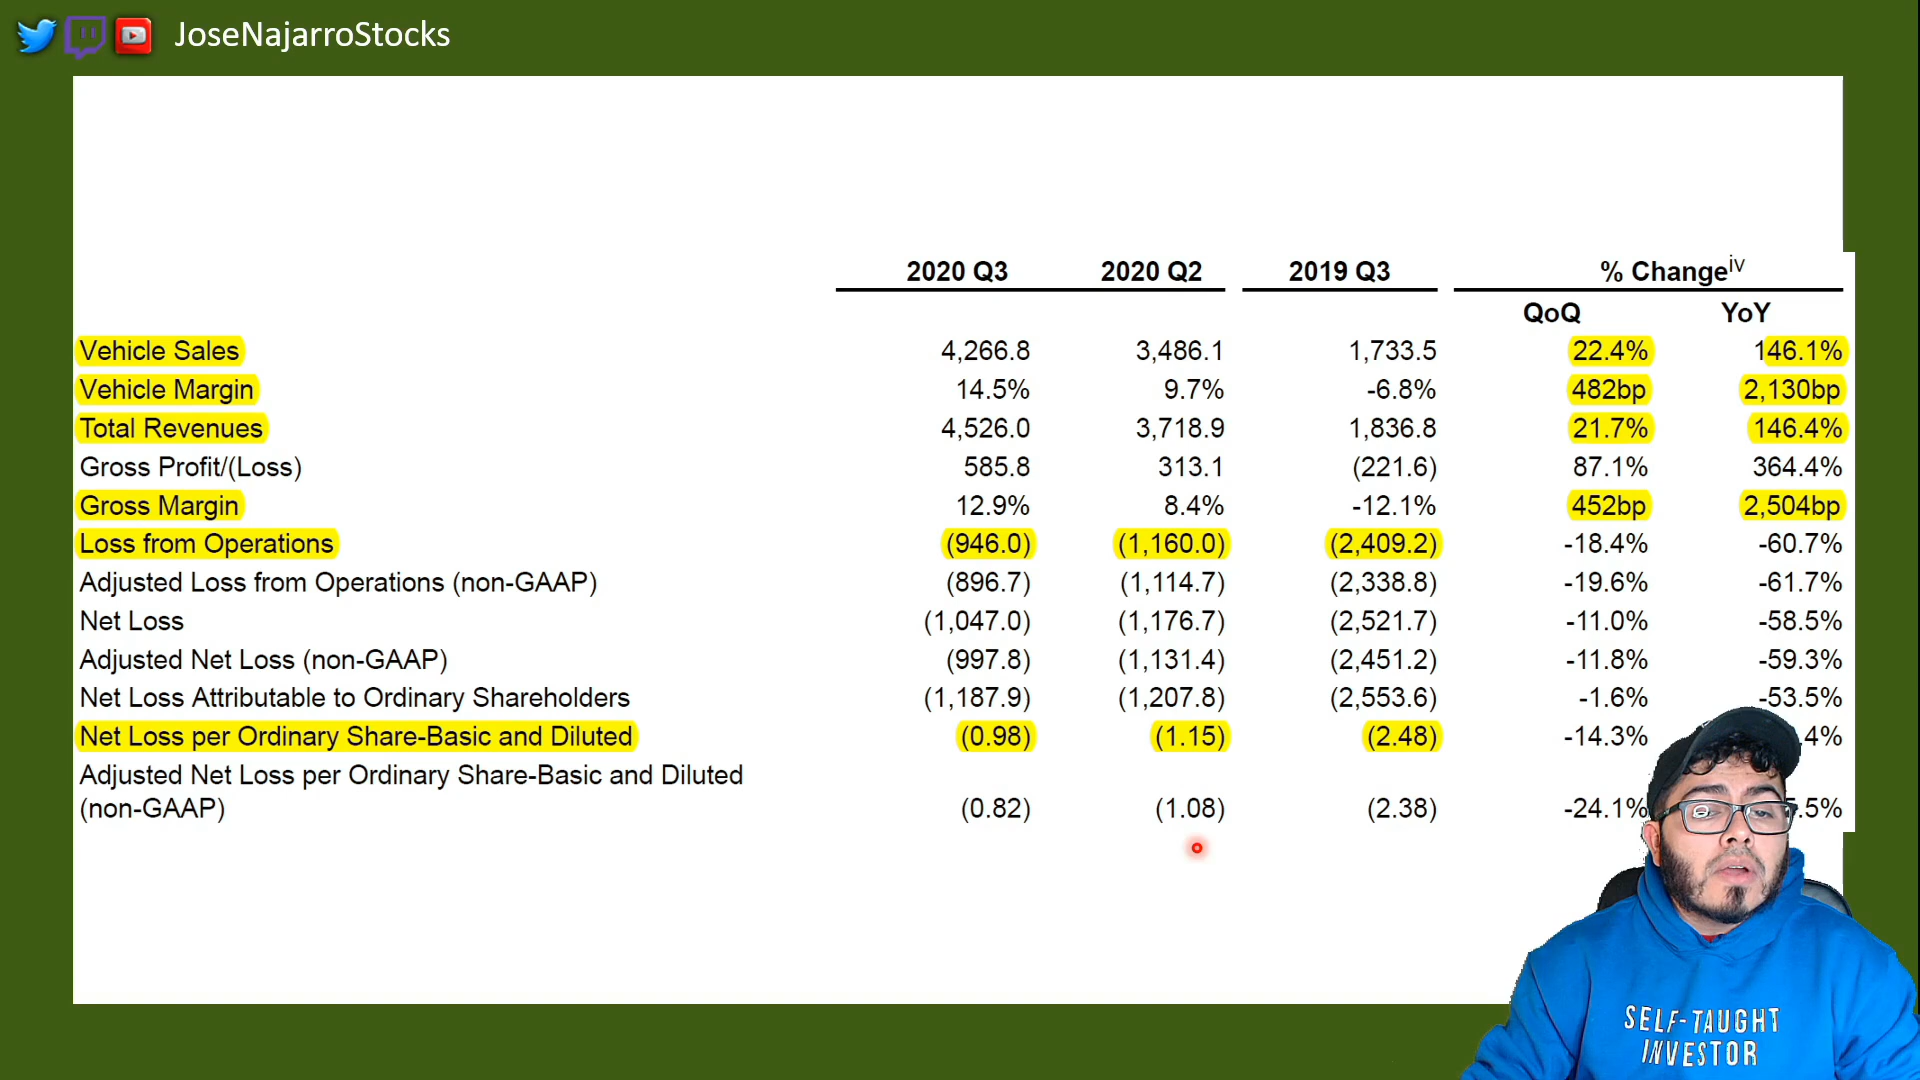 JoseNajarroStocks
2020 Q3 2020 Q2 2019 Q3 % Changeiv
QoQ YoY
Vehicle Sales 4,266.8 3,486.1 1,733.5 22.4% 146.1%
Vehicle Margin 14.5% 9.7% -6.8% 482bp 2,130bp
Total Revenues 4,526.0 3,718.9 1,836.8 21.7% 146.4%
Gross Profit/(Loss) 585.8 313.1 (221.6) 87.1% 364.4%
Gross Margin 12.9% 8.4% -12.1% 452bp 2,504bp
Loss from Operations (946.0) (1,160.0) (2,409.2) -18.4% -60.7%
Adjusted Loss from Operations (non-GAAP) (896.7) (1,114.7) (2,338.8) -19.6% -61.7%
Net Loss (1,047.0) (1,176.7) (2,521.7) -11.0% -58.5%
Adjusted Net Loss (non-GAAP) (997.8) (1,131.4) (2,451.2) -11.8% -59.3%
Net Loss Attributable to Ordinary Shareholders (1,187.9) (1,207.8) (2,553.6) -1.6% -53.5%
Net Loss per Ordinary Share-Basic and Diluted (0.98) (1.15) (2.48) -14.3% 4%
Adjusted Net Loss per Ordinary Share-Basic and Diluted
(non-GAAP) (0.82) (1.08) (2.38) -24.1% .5%
SELF-TAUGHT
INVESTOR